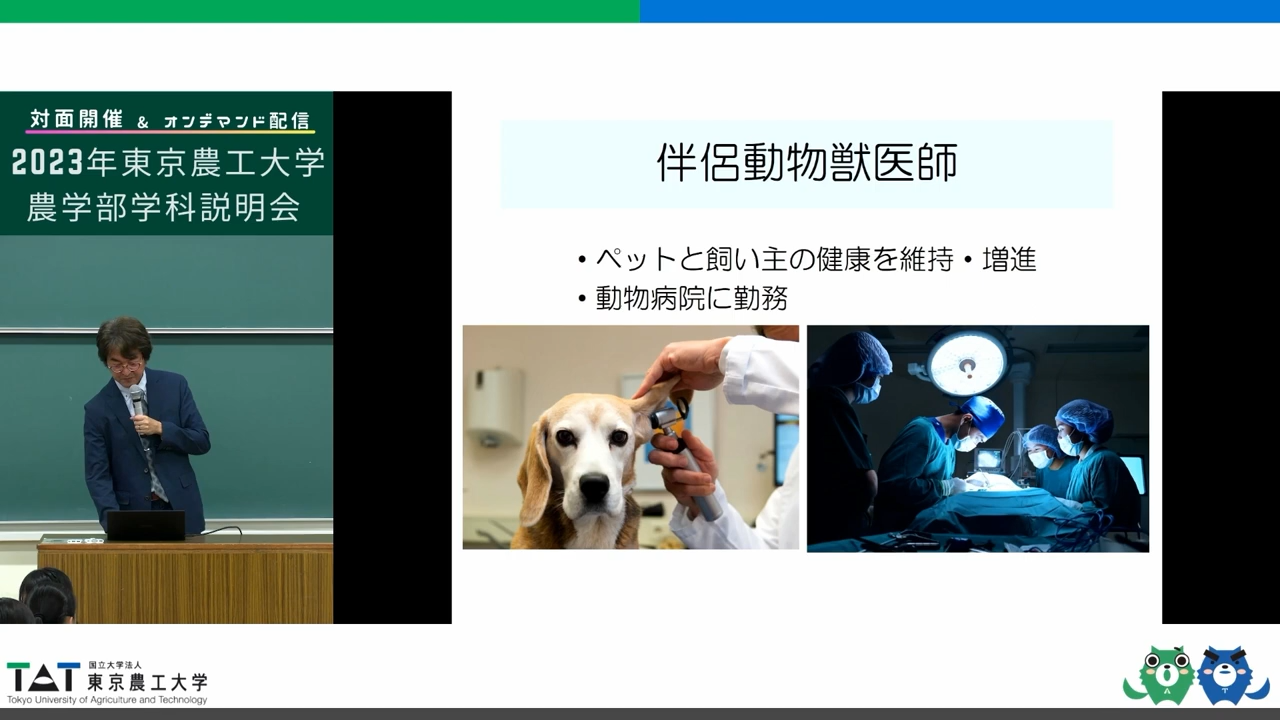 対面開催 & オンデマンド配信
2023年東京農工大学
農学部学科説明会
伴侶動物獣医師
・ペットと飼い主の健康を維持・増進
・動物病院に勤務
TAT 国立大学法人
東京農工大学
Tokyo University of Agriculture and Technology
A
T